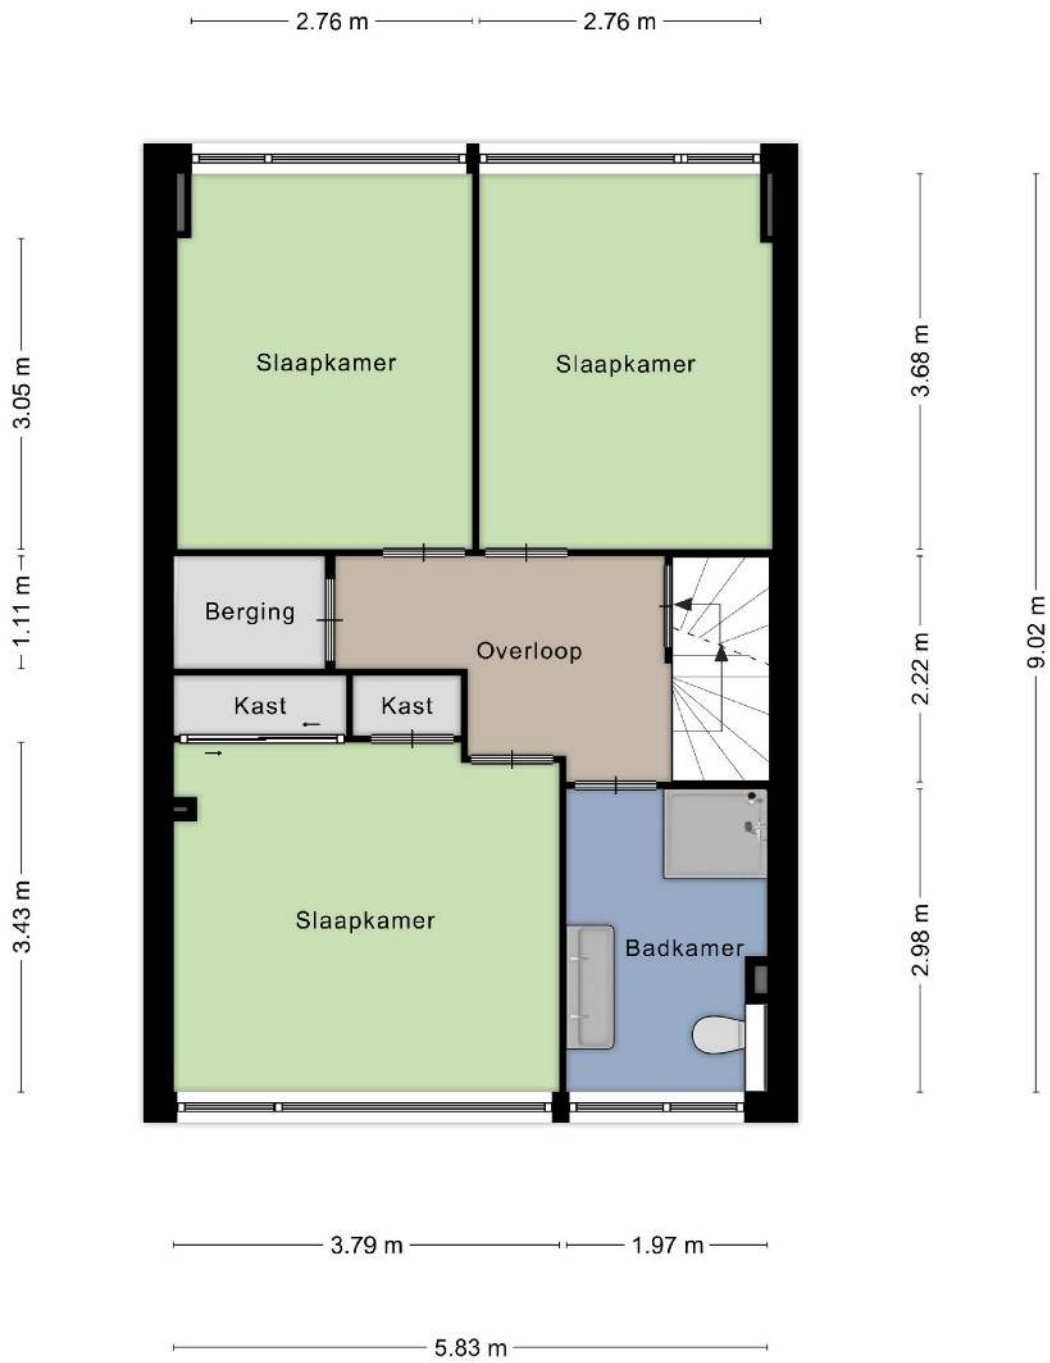 2.76 m
2.76 m
Slaapkamer
Slaapkamer
3.05 m
3.68 m
1.11 m
Berging
Overloop
2.22 m
9.02 m
Kast
Kast
3.43 m
Slaapkamer
Badkamer
2.98 m
3.79 m
1.97 m
5.83 m